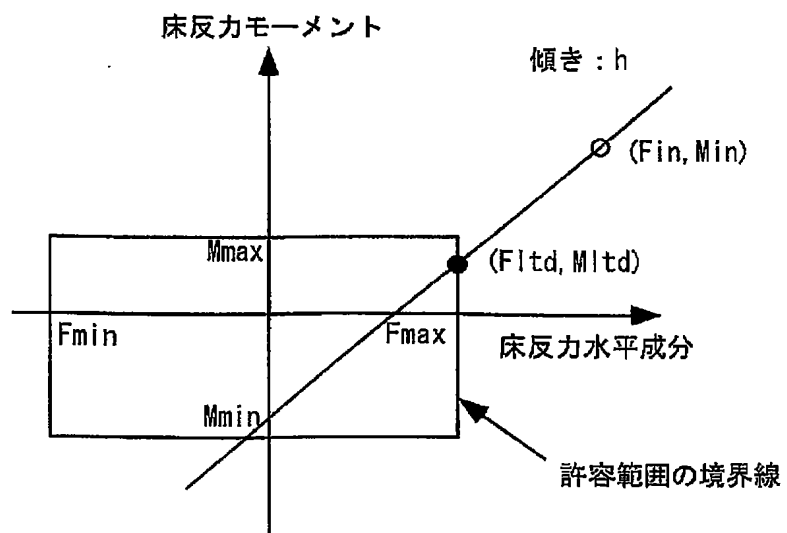 床反力モーメント
傾き：h
(Fin,Min)
Mmax
(Fltd,Mltd)
Fmin
Fmax
床反力水平成分
Mmin
許容範囲の境界線